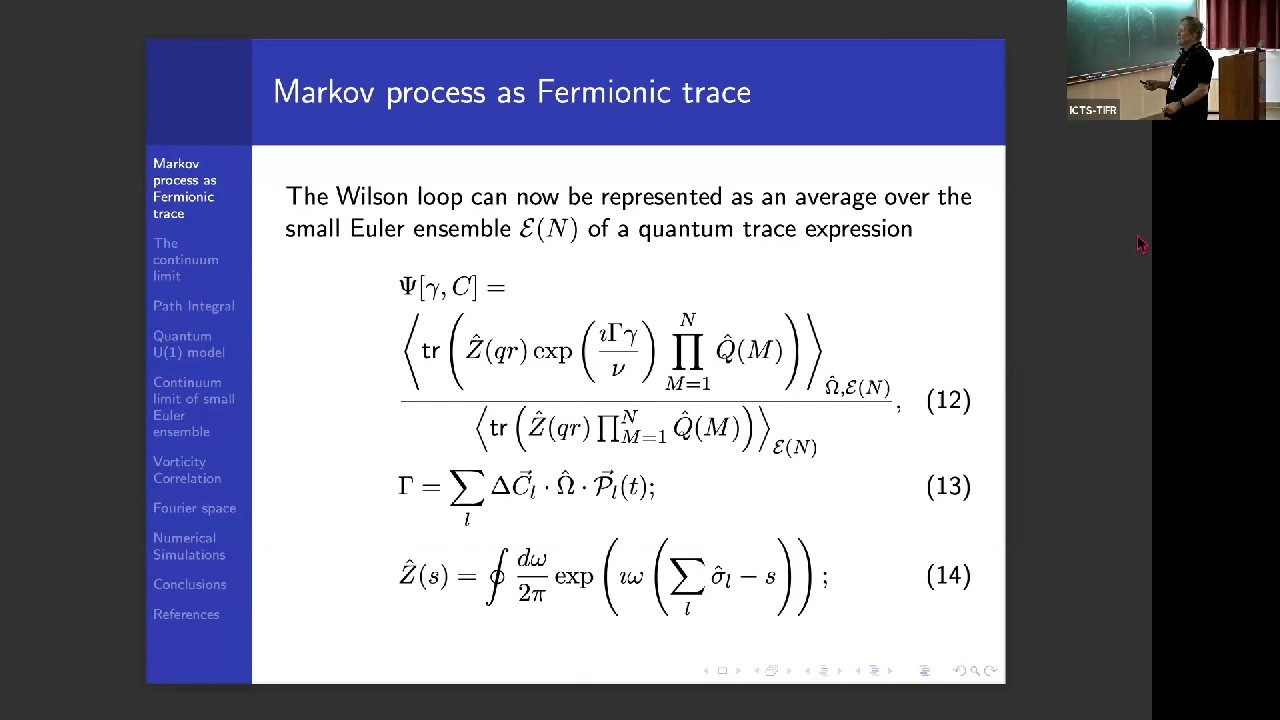 Markov process as Fermionic trace
Markov
process as
Fermionic
trace
The
continuum
limit
Path Integral
Quantum
U(1) model
Continuum
limit of small
Euler
ensemble
Vorticity
Correlation
Fourier space
Numerical
Simulations
Conclusions
References
The Wilson loop can now be represented as an average over the
small Euler ensemble ℰ(N) of a quantum trace expression
Ψ[γ, C] =
⟨tr(Ẑ(qr) exp(ıΓγ/ν) ∏_{M=1}^{N} Q̂(M))⟩_{Ω̂,ℰ(N)}
⟨tr(Ẑ(qr) ∏_{M=1}^{N} Q̂(M))⟩_{ℰ(N)} , (12)
Γ = ∑_l ΔC⃗_l · Ω̂ · 𝒫⃗_l(t); (13)
Ẑ(s) = ∮ dω/2π exp(ıω(∑_l σ̂_l − s)); (14)
ICTS-TIFR